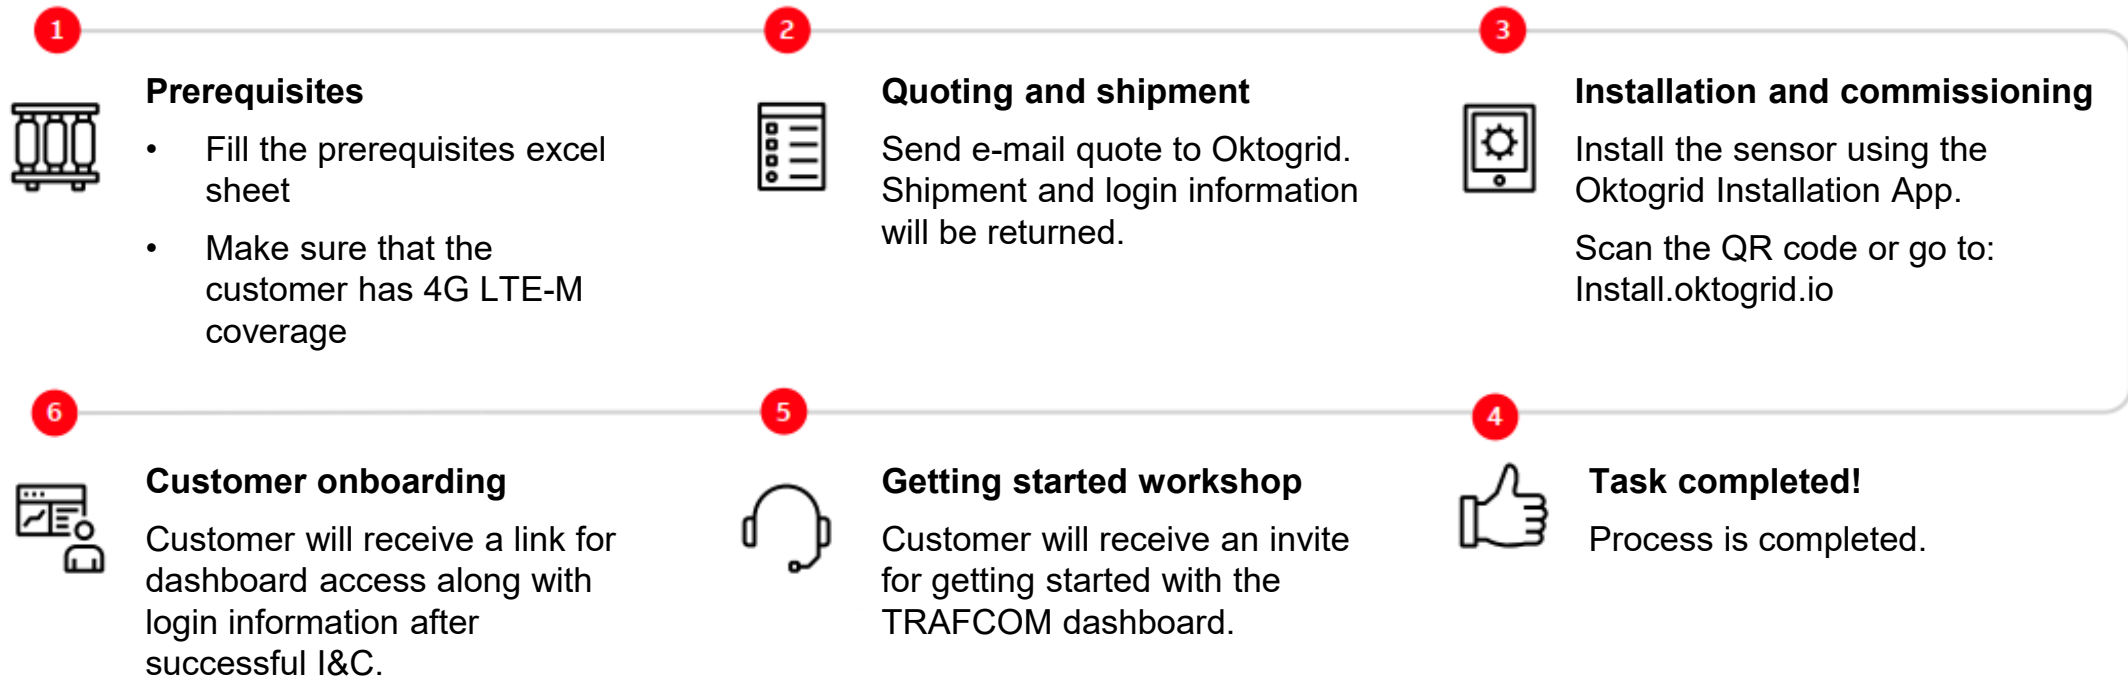 1
Prerequisites
• Fill the prerequisites excel
sheet
• Make sure that the
customer has 4G LTE-M
coverage
2
Quoting and shipment
Send e-mail quote to Oktogrid.
Shipment and login information
will be returned.
3
Installation and commissioning
Install the sensor using the
Oktogrid Installation App.
Scan the QR code or go to:
Install.oktogrid.io
4
Task completed!
Process is completed.
5
Getting started workshop
Customer will receive an invite
for getting started with the
TRAFCOM dashboard.
6
Customer onboarding
Customer will receive a link for
dashboard access along with
login information after
successful I&C.